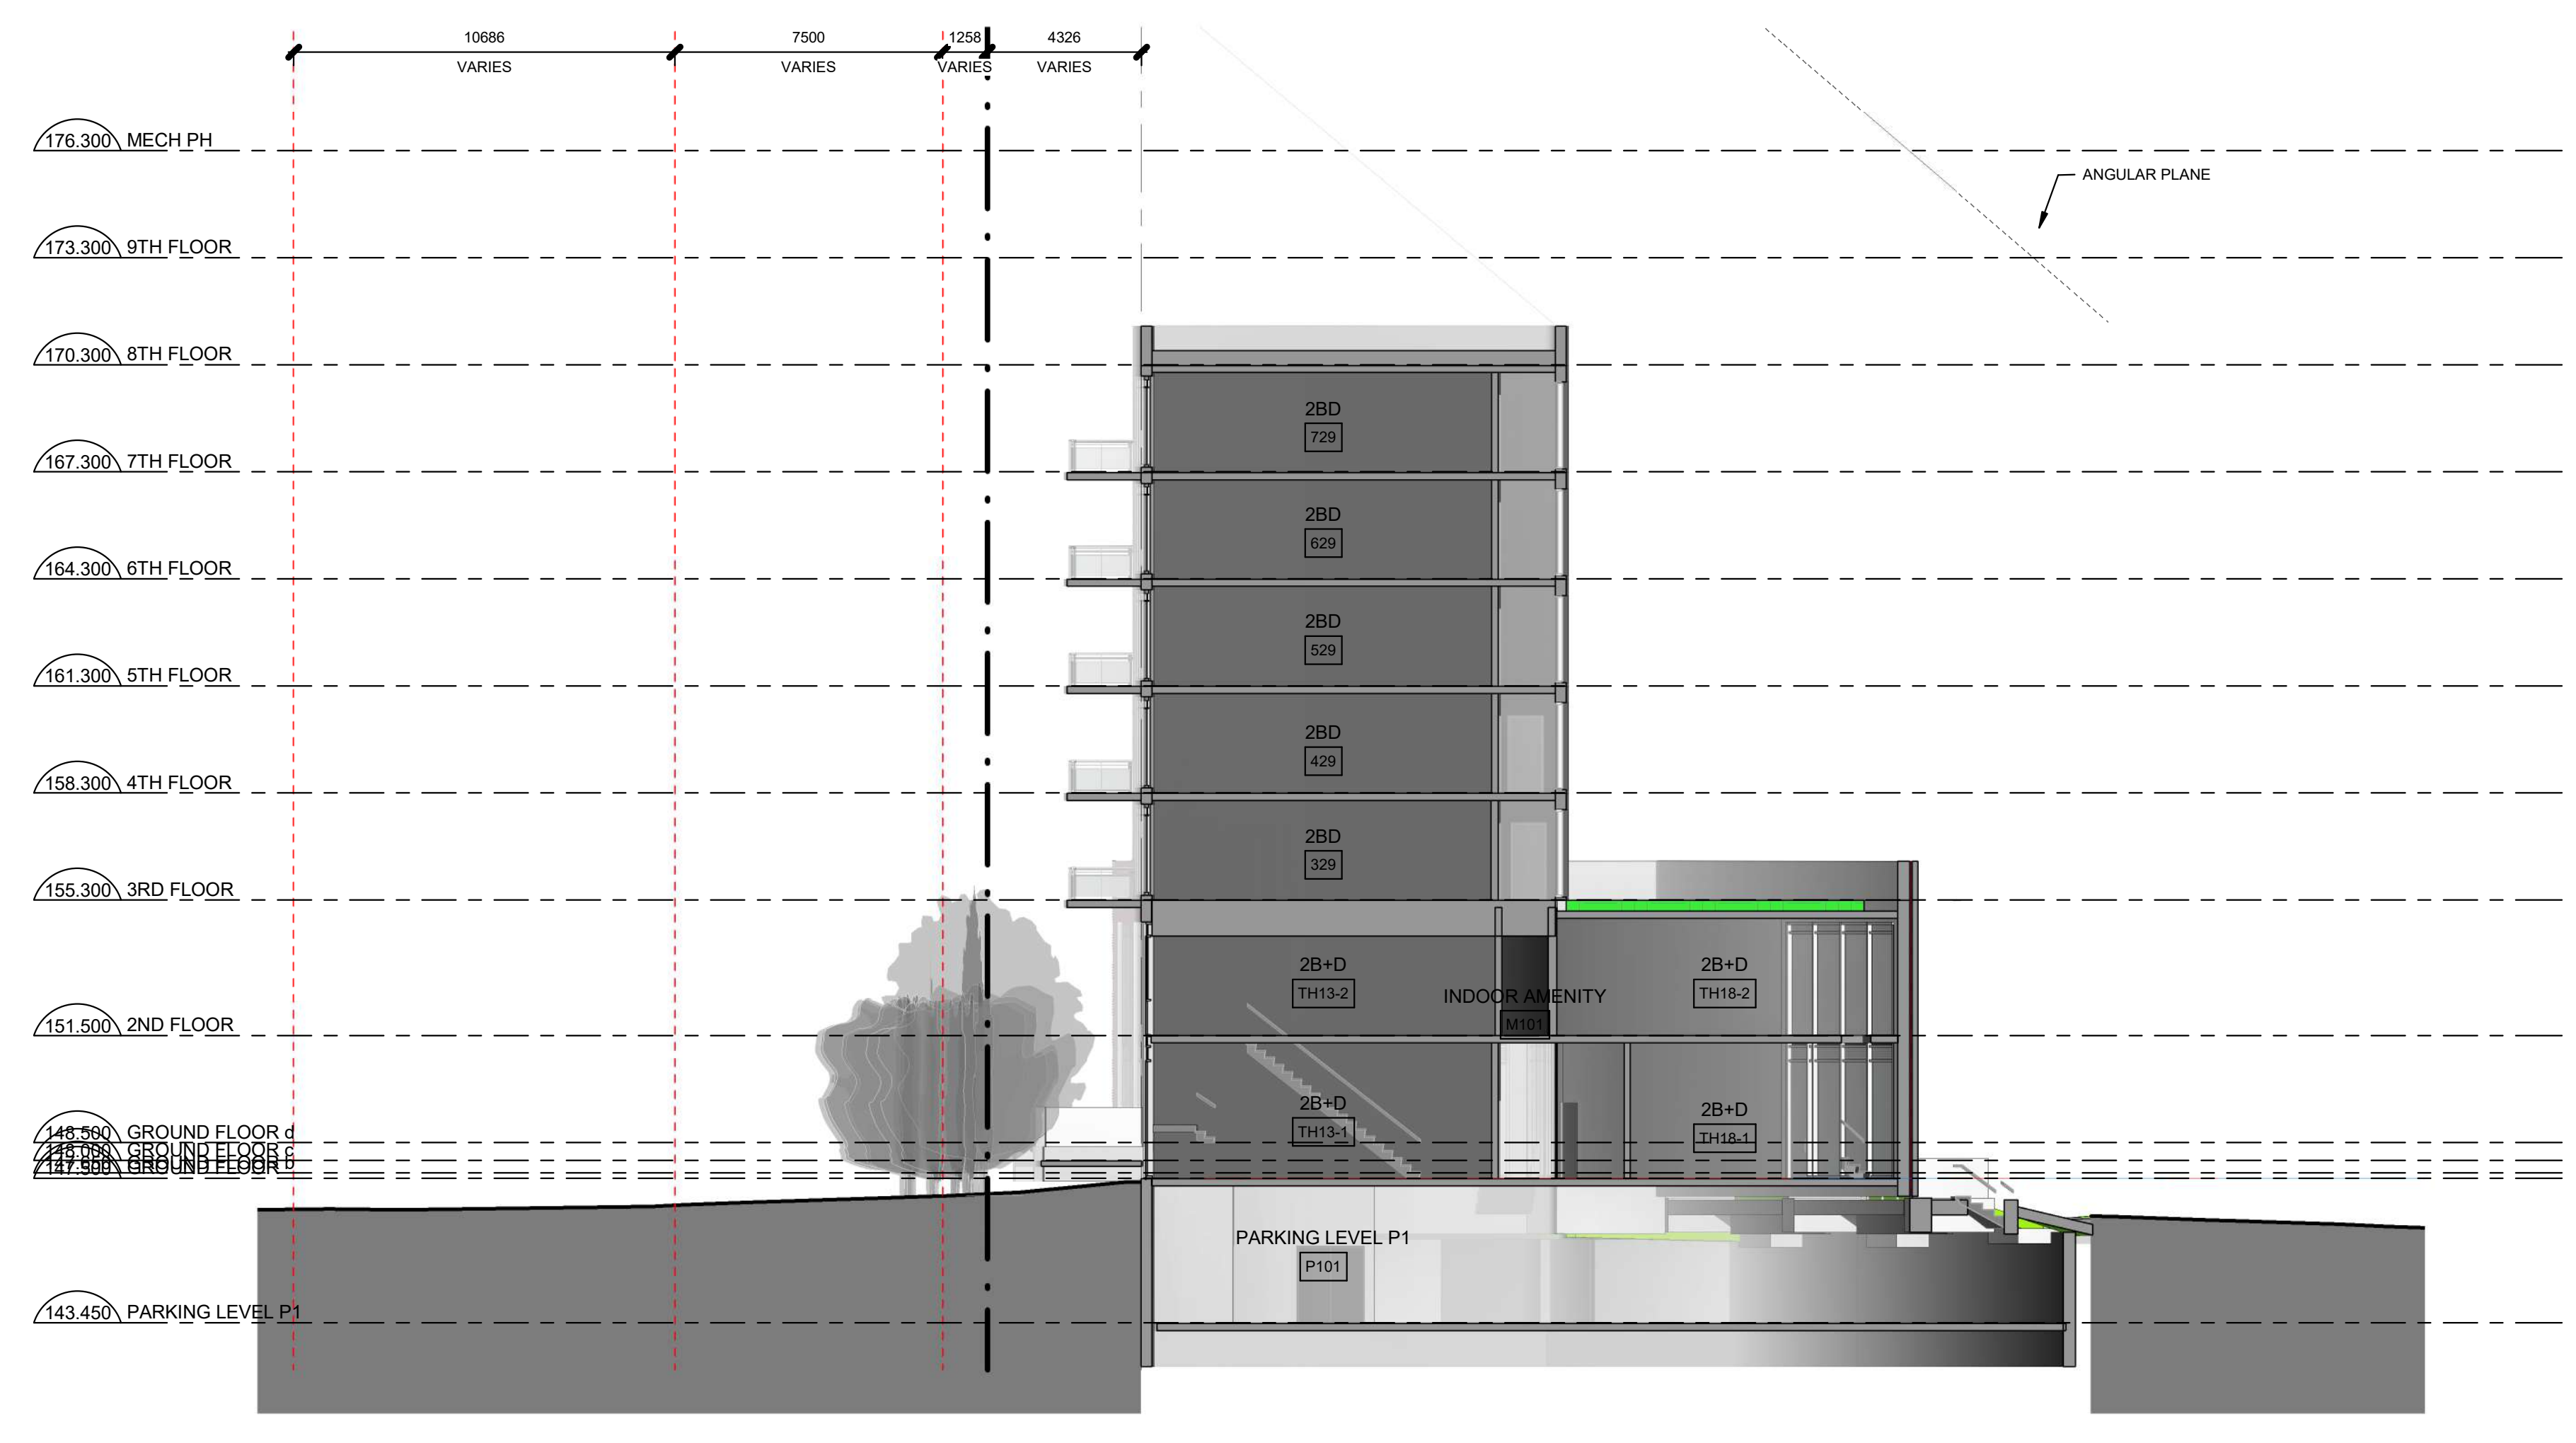 10686
7500
1258
4326
VARIES
VARIES
VARIES
VARIES
176.300 MECH PH
ANGULAR PLANE
173.300 9TH FLOOR
170.300 8TH FLOOR
2BD
729
167.300 7TH FLOOR
2BD
629
164.300 6TH FLOOR
2BD
529
161.300 5TH FLOOR
2BD
429
158.300 4TH FLOOR
2BD
329
155.300 3RD FLOOR
2B+D
TH13-2
INDOOR AMENITY
M101
2B+D
TH18-2
151.500 2ND FLOOR
2B+D
TH13-1
2B+D
TH18-1
148.500 GROUND FLOOR d
148.000 GROUND FLOOR c
GROUND FLOOR b
GROUND FLOOR
PARKING LEVEL P1
P101
143.450 PARKING LEVEL P1